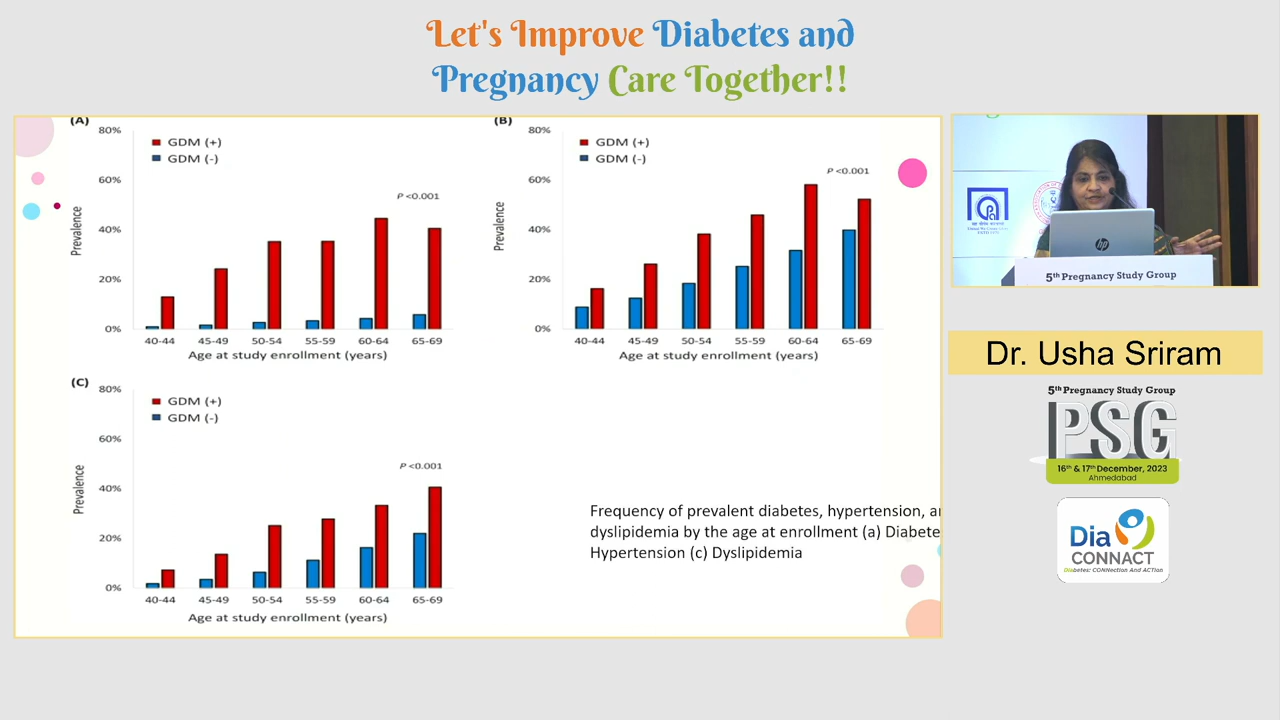 Let's Improve Diabetes and
Pregnancy Care Together!!
(A)
80%
60%
40%
20%
0%
Prevalence
GDM (+)
GDM (-)
P <0.001
40-44 45-49 50-54 55-59 60-64 65-69
Age at study enrollment (years)
(B)
80%
60%
40%
20%
0%
Prevalence
GDM (+)
GDM (-)
P <0.001
40-44 45-49 50-54 55-59 60-64 65-69
Age at study enrollment (years)
(C)
80%
60%
40%
20%
0%
Prevalence
GDM (+)
GDM (-)
P <0.001
40-44 45-49 50-54 55-59 60-64 65-69
Age at study enrollment (years)
Frequency of prevalent diabetes, hypertension,
dyslipidemia by the age at enrollment (a) Diabete
Hypertension (c) Dyslipidemia
hp
5th Pregnancy Study Group
Dr. Usha Sriram
5th Pregnancy Study Group
PSG
16th & 17th December, 2023
Ahmedabad
Dia
CONNACT
Diabetes: CONNection And ACTion